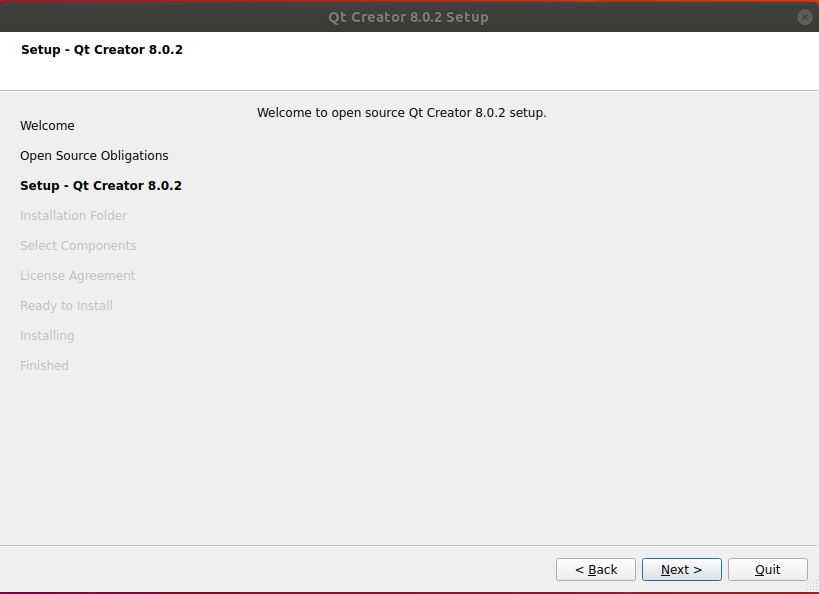 Qt Creator 8.0.2 Setup
Setup - Qt Creator 8.0.2
Welcome
Open Source Obligations
Setup - Qt Creator 8.0.2
Installation Folder
Select Components
License Agreement
Ready to Install
Installing
Finished
Welcome to open source Qt Creator 8.0.2 setup.
< Back Next > Quit